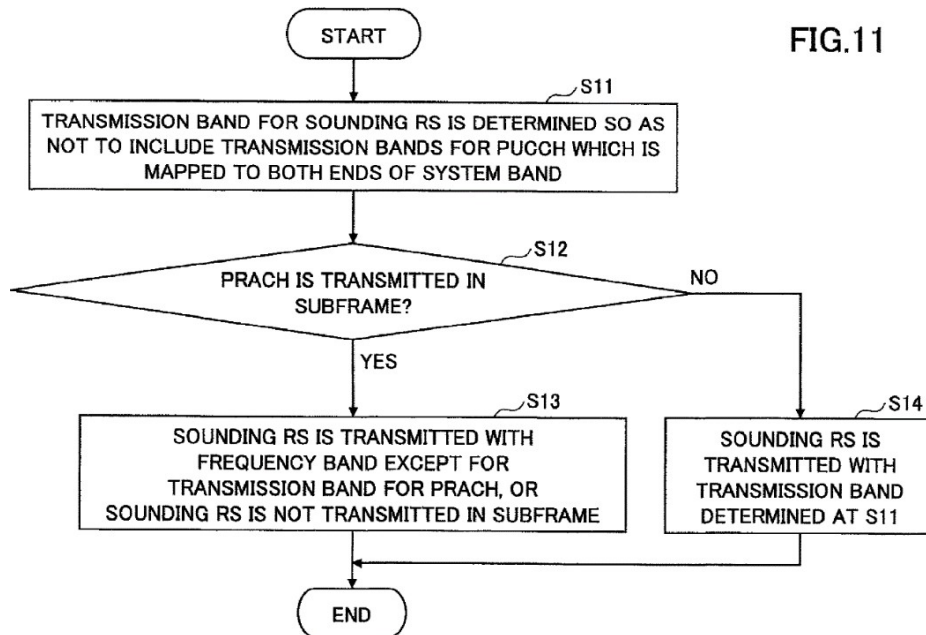 START
FIG.11
S11
TRANSMISSION BAND FOR SOUNDING RS IS DETERMINED SO AS
NOT TO INCLUDE TRANSMISSION BANDS FOR PUCCH WHICH IS
MAPPED TO BOTH ENDS OF SYSTEM BAND
S12
PRACH IS TRANSMITTED IN
SUBFRAME?
NO
YES
S13
SOUNDING RS IS TRANSMITTED WITH
FREQUENCY BAND EXCEPT FOR
TRANSMISSION BAND FOR PRACH, OR
SOUNDING RS IS NOT TRANSMITTED IN SUBFRAME
S14
SOUNDING RS IS
TRANSMITTED WITH
TRANSMISSION BAND
DETERMINED AT S11
END